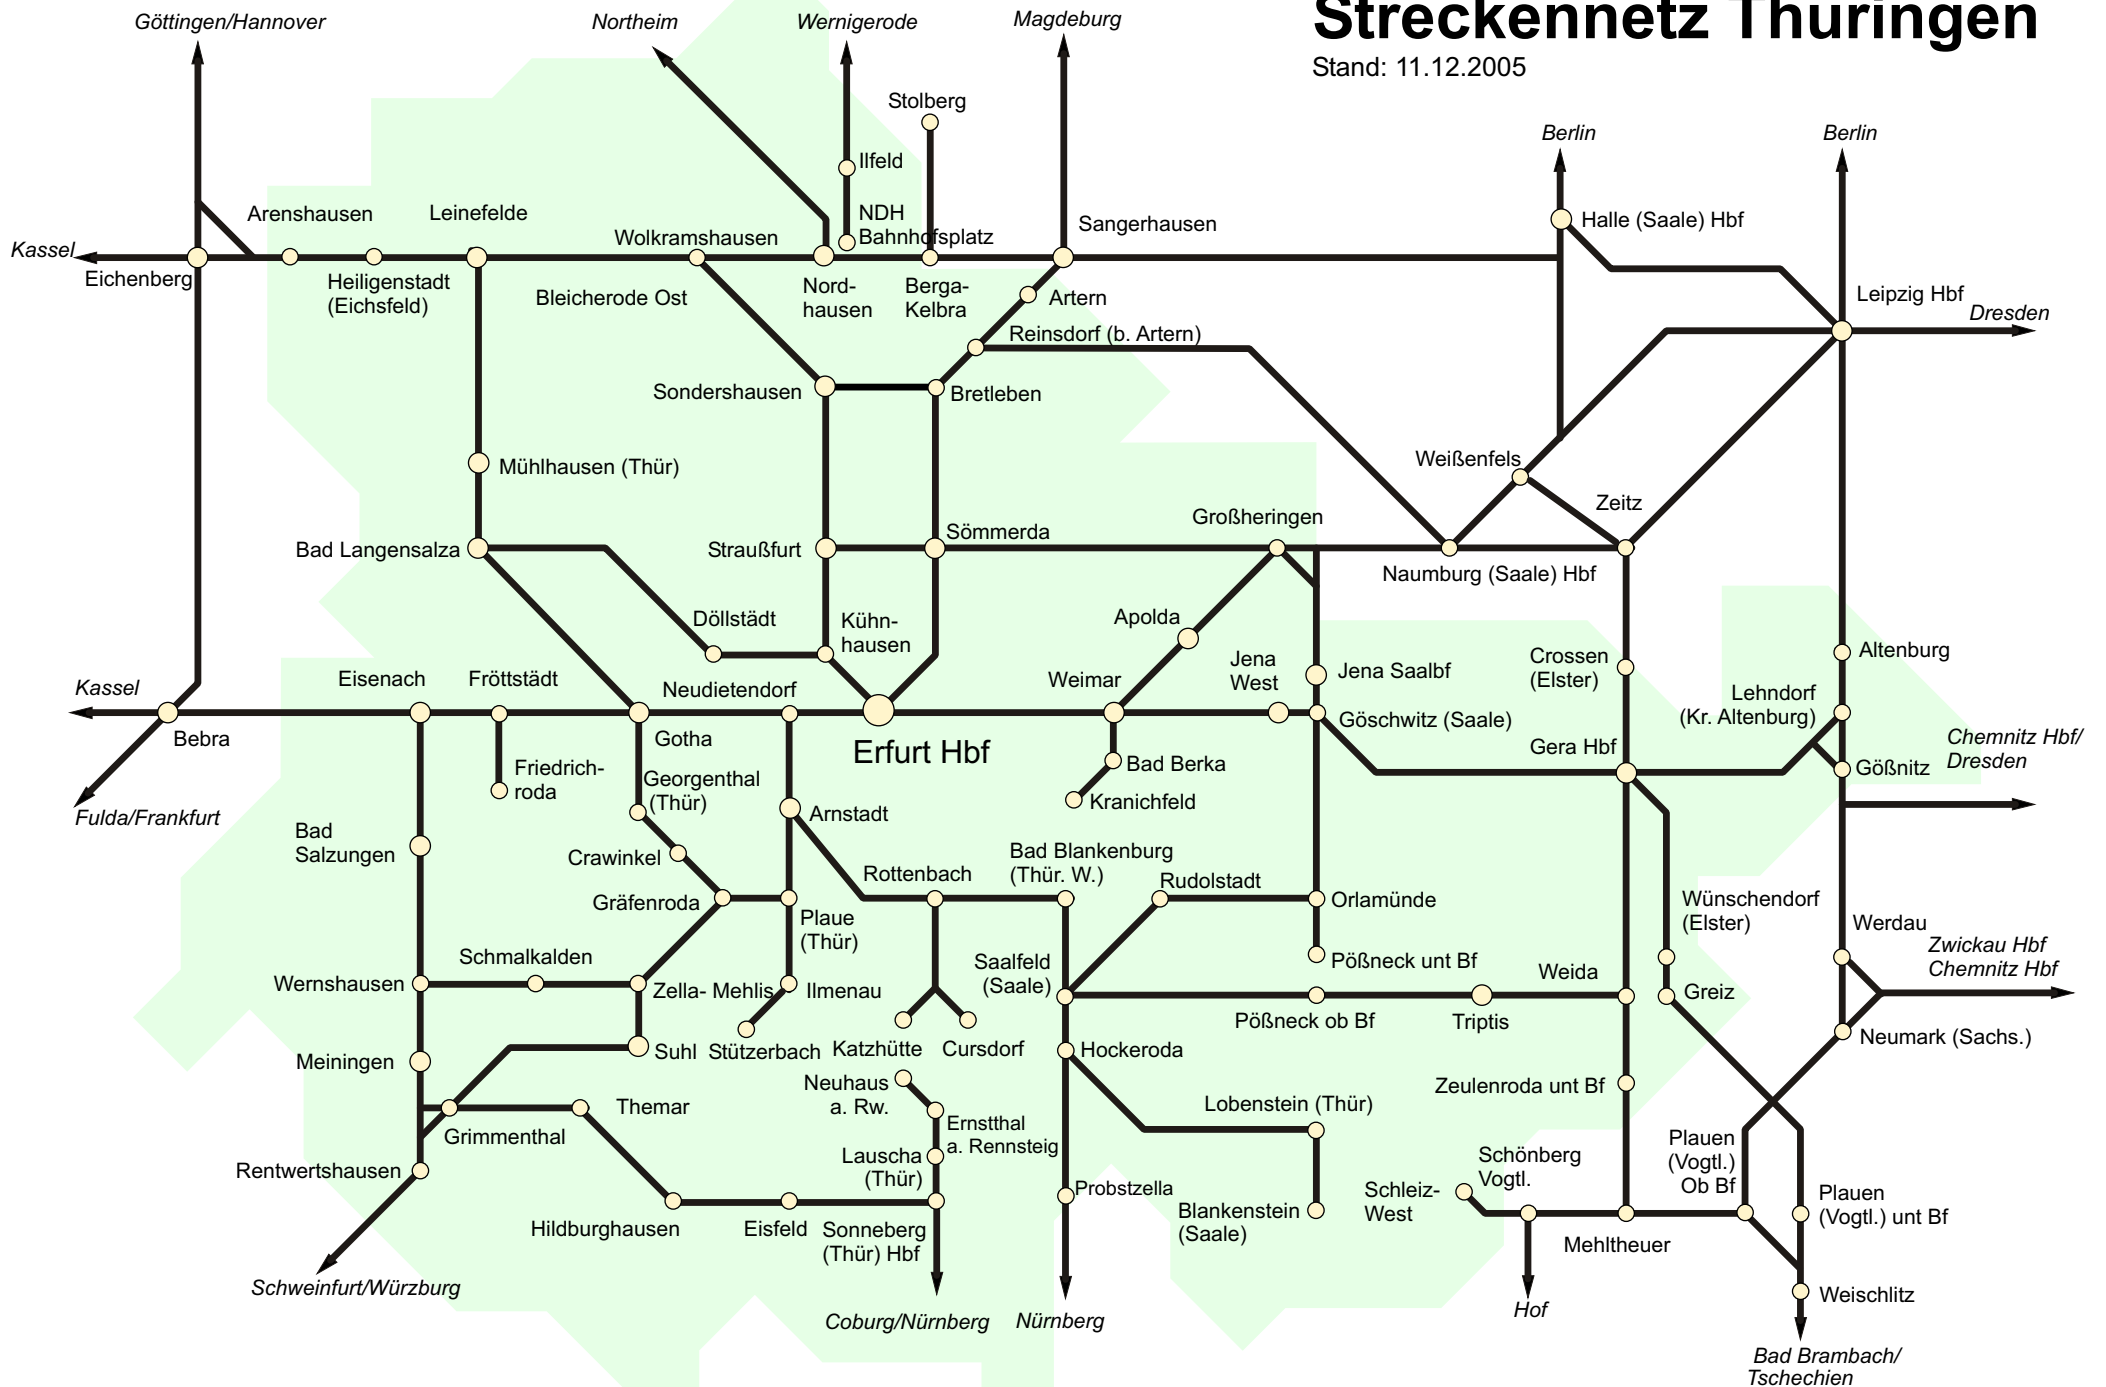 Streckennetz Thüringen
Stand: 11.12.2005
Göttingen/Hannover
Northeim
Wernigerode
Magdeburg
Stolberg
Berlin
Berlin
Ilfeld
Arenshausen
Leinefelde
NDH
Bahnhofsplatz
Sangerhausen
Halle (Saale) Hbf
Kassel
Wolkramshausen
Eichenberg
Heiligenstadt
(Eichsfeld)
Bleicherode Ost
Nord-
hausen
Berga-
Kelbra
Artern
Leipzig Hbf
Dresden
Reinsdorf (b. Artern)
Sondershausen
Bretleben
Mühlhausen (Thür)
Weißenfels
Zeitz
Großheringen
Bad Langensalza
Straußfurt
Sömmerda
Naumburg (Saale) Hbf
Döllstädt
Kühn-
hausen
Apolda
Jena
West
Jena Saalbf
Crossen
(Elster)
Altenburg
Kassel
Eisenach
Fröttstädt
Neudietendorf
Weimar
Lehndorf
(Kr. Altenburg)
Göschwitz (Saale)
Bebra
Gotha
Erfurt Hbf
Gera Hbf
Chemnitz Hbf/
Dresden
Friedrich-
roda
Georgenthal
(Thür)
Bad Berka
Gößnitz
Kranichfeld
Fulda/Frankfurt
Arnstadt
Bad
Salzungen
Crawinkel
Bad Blankenburg
(Thür. W.)
Rottenbach
Rudolstadt
Gräfenroda
Orlamünde
Wünschendorf
(Elster)
Plaue
(Thür)
Werdau
Zwickau Hbf
Chemnitz Hbf
Schmalkalden
Wernshausen
Zella- Mehlis
Ilmenau
Saalfeld
(Saale)
Pößneck unt Bf
Weida
Greiz
Pößneck ob Bf
Triptis
Neumark (Sachs.)
Suhl
Stützerbach
Katzhütte
Cursdorf
Hockeroda
Meiningen
Neuhaus
a. Rw.
Zeulenroda unt Bf
Themar
Lobenstein (Thür)
Grimmenthal
Ernstthal
a. Rennsteig
Plauen
(Vogtl.)
Ob Bf
Rentwertshausen
Lauscha
(Thür)
Schönberg
Vogtl.
Probstzella
Schleiz-
West
Plauen
(Vogtl.) unt Bf
Blankenstein
(Saale)
Hildburghausen
Eisfeld
Sonneberg
(Thür) Hbf
Mehltheuer
Schweinfurt/Würzburg
Weischlitz
Coburg/Nürnberg
Nürnberg
Hof
Bad Brambach/
Tschechien